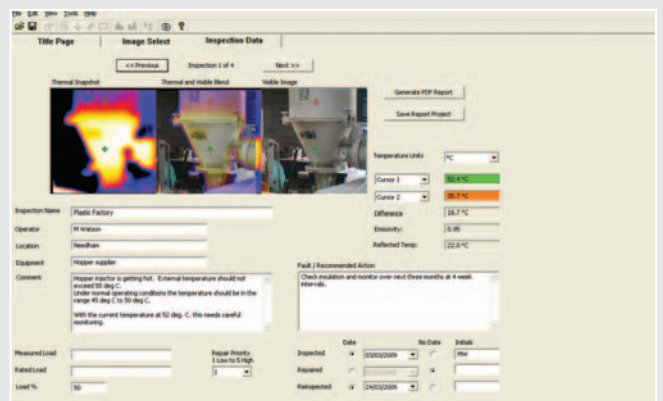 File Edit View Tools Help
Title Page Image Select Inspection Data
<< Previous Inspection 1 of 4 Next >>
Thermal Snapshot Thermal and Visible Blend Visible Image
Generate PDF Report
Save Report Project
Temperature Units °C
Cursor 1 52.4 °C
Cursor 2 35.7 °C
Difference 16.7 °C
Emissivity: 0.95
Reflected Temp: 22.0 °C
Inspection Name Plastic Factory
Operator M Watson
Location Needham
Equipment Hopper supplier
Comment Hopper injector is getting hot. External temperature should not
exceed 55 deg C.
Under normal operating conditions the temperature should be in the
range 45 deg C to 50 deg C.
With the current temperature at 52 deg. C, this needs careful
monitoring.
Fault / Recommended Action
Check insulation and monitor over next three months at 4 week
intervals.
Measured Load
Rated Load
Load % 50
Repair Priority
1 Low to 5 High
1
Date No Date Initials
Inspected 03/03/2009 MW
Repaired
Reinspected 24/03/2009